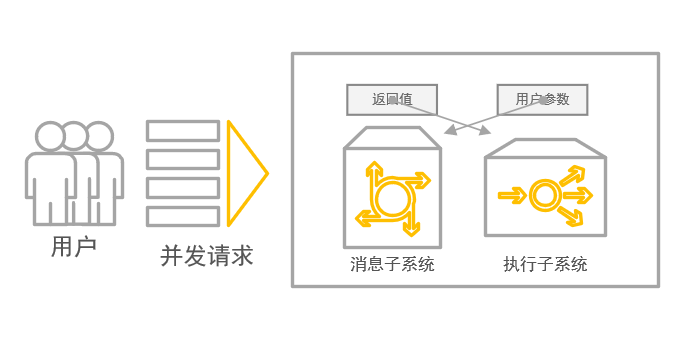 返回值
用户参数
用户
并发请求
消息子系统
执行子系统